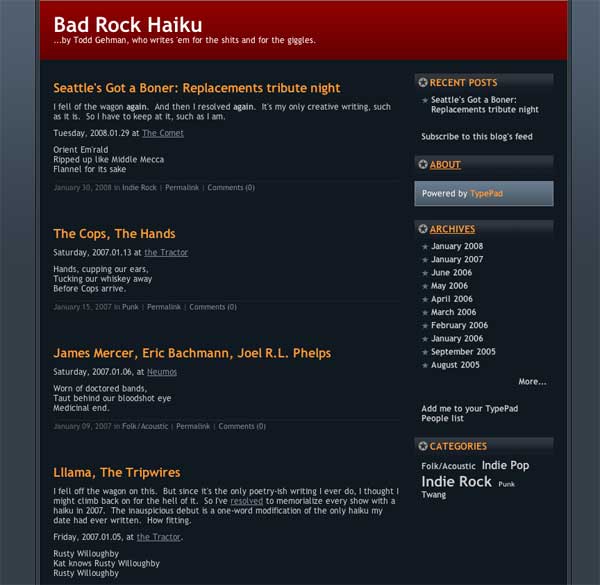 Bad Rock Haiku
...by Todd Gehman, who writes 'em for the shits and for the giggles.
Seattle's Got a Boner: Replacements tribute night
I fell of the wagon again. And then I resolved again. It's my only creative writing, such
as it is. So I have to keep at it, such as I am.
Tuesday, 2008.01.29 at The Comet
Orient Em'rald
Ripped up like Middle Mecca
Flannel for its sake
January 30, 2008 in Indie Rock | Permalink | Comments (0)
The Cops, The Hands
Saturday, 2007.01.13 at the Tractor
Hands, cupping our ears,
Tucking our whiskey away
Before Cops arrive.
January 15, 2007 in Punk | Permalink | Comments (0)
James Mercer, Eric Bachmann, Joel R.L. Phelps
Saturday, 2007.01.06, at Neumos
Worn of doctored bands,
Taut behind our bloodshot eye
Medicinal end.
January 09, 2007 in Folk/Acoustic | Permalink | Comments (0)
Lllama, The Tripwires
I fell off the wagon on this. But since it's the only poetry-ish writing I ever do, I thought I
might climb back on for the hell of it. So I've resolved to memorialize every show with a
haiku in 2007. The inauspicious debut is a one-word modification of the only haiku my
date had ever written. How fitting.
Friday, 2007.01.05, at the Tractor.
Rusty Willoughby
Kat knows Rusty Willoughby
Rusty Willoughby
RECENT POSTS
Seattle's Got a Boner:
Replacements tribute night
Subscribe to this blog's feed
ABOUT
Powered by TypePad
ARCHIVES
January 2008
January 2007
June 2006
May 2006
April 2006
March 2006
February 2006
January 2006
September 2005
August 2005
More...
Add me to your TypePad
People list
CATEGORIES
Folk/Acoustic Indie Pop
Indie Rock Punk
Twang